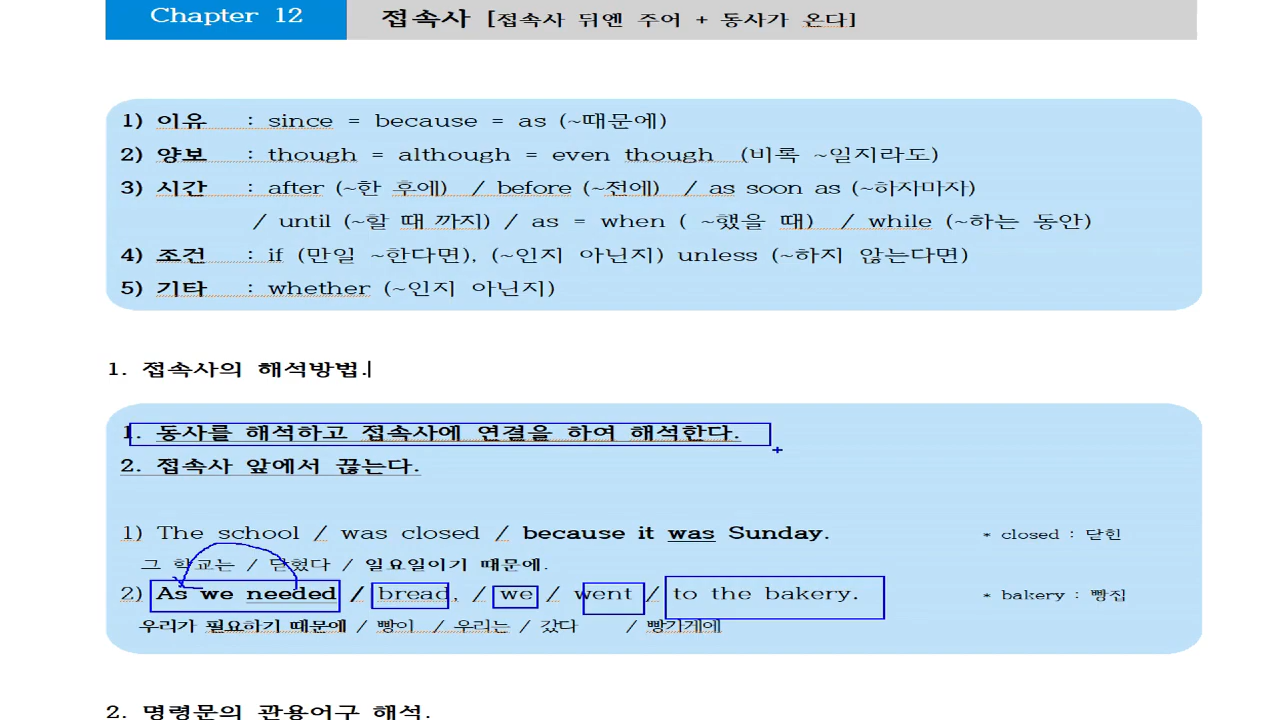 Chapter 12 접속사 [접속사 뒤엔 주어 + 동사가 온다]
1) 이유 : since = because = as (~때문에)
2) 양보 : though = although = even though (비록 ~일지라도)
3) 시간 : after (~한 후에) / before (~전에) / as soon as (~하자마자)
/ until (~할 때 까지) / as = when ( ~했을 때) / while (~하는 동안)
4) 조건 : if (만일 ~한다면), (~인지 아닌지) unless (~하지 않는다면)
5) 기타 : whether (~인지 아닌지)
1. 접속사의 해석방법.
1. 동사를 해석하고 접속사에 연결을 하여 해석한다.
2. 접속사 앞에서 끊는다.
1) The school / was closed / because it was Sunday. * closed : 닫힌
그 학교는 / 닫혔다 / 일요일이기 때문에.
2) As we needed / bread, / we / went / to the bakery. * bakery : 빵집
우리가 필요하기 때문에 / 빵이 / 우리는 / 갔다 / 빵가게에
2. 명령문의 관용어구 해석.